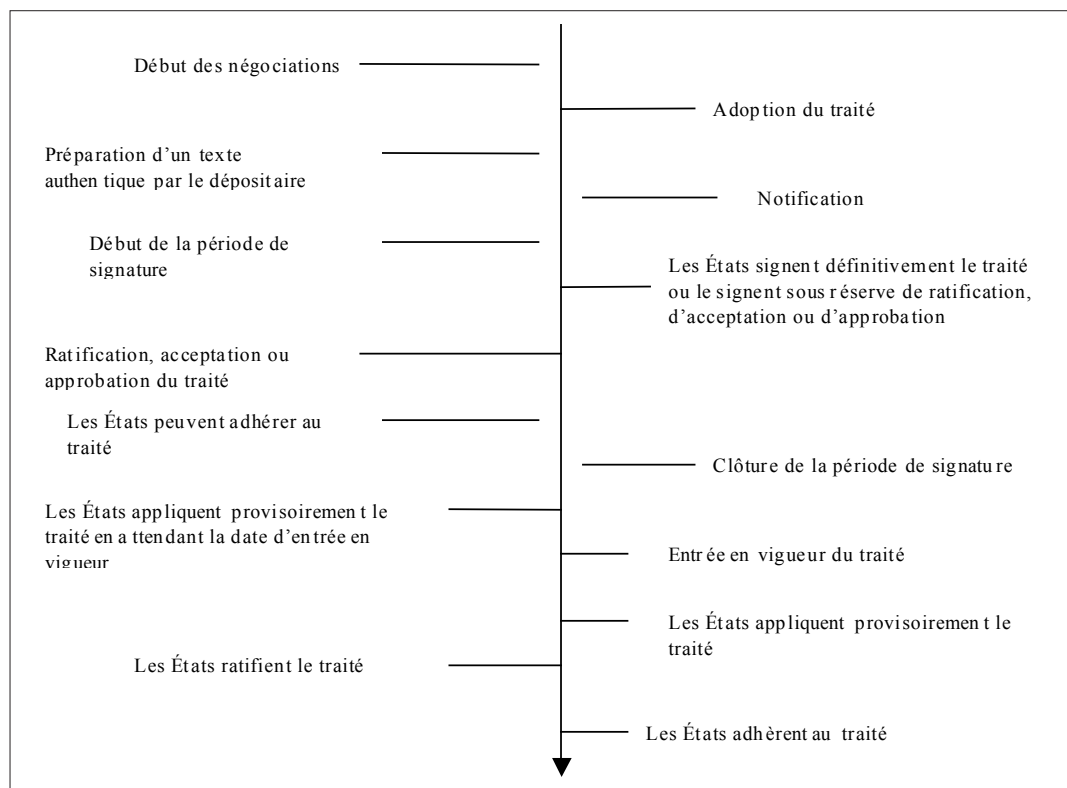 Début des négociations
Adoption du traité
Préparation d'un texte
authentique par le dépositaire
Notification
Début de la période de
signature
Les États signent définitivement le traité
ou le signent sous réserve de ratification,
d'acceptation ou d'approbation
Ratification, acceptation ou
approbation du traité
Les États peuvent adhérer au
traité
Clôture de la période de signature
Les États appliquent provisoirement le
traité en attendant la date d'entrée en
vigueur
Entrée en vigueur du traité
Les États appliquent provisoirement le
traité
Les États ratifient le traité
Les États adhèrent au traité